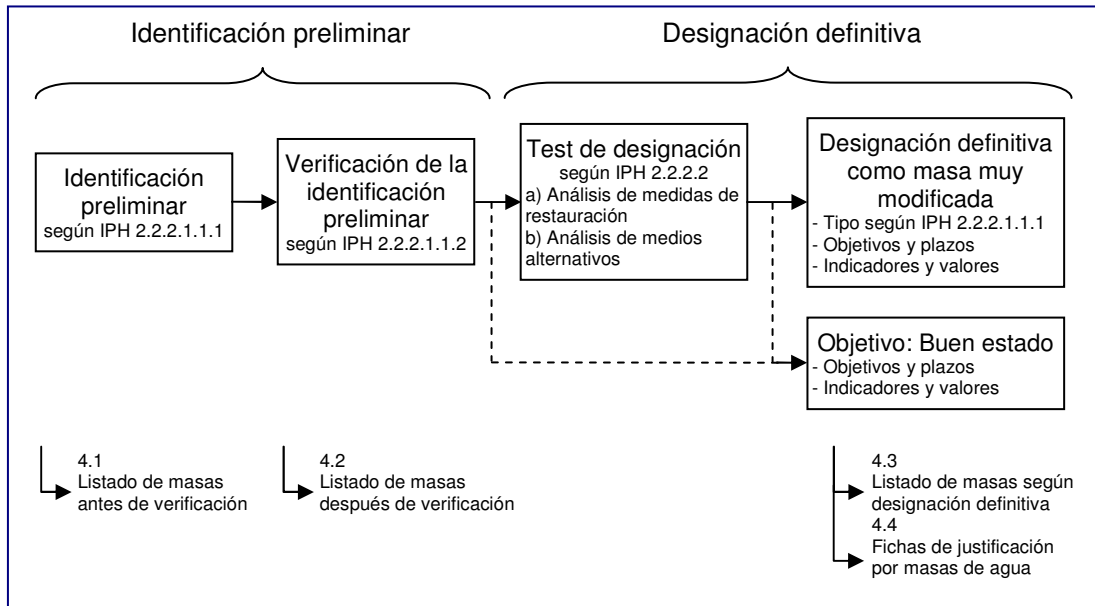 Identificación preliminar
Designación definitiva
Identificación
preliminar
según IPH 2.2.2.1.1.1
Verificación de la
identificación
preliminar
según IPH 2.2.2.1.1.2
Test de designación
según IPH 2.2.2.2
a) Análisis de medidas de
restauración
b) Análisis de medios
alternativos
Designación definitiva
como masa muy
modificada
- Tipo según IPH 2.2.2.1.1.1
- Objetivos y plazos
- Indicadores y valores
Objetivo: Buen estado
- Objetivos y plazos
- Indicadores y valores
4.1
Listado de masas
antes de verificación
4.2
Listado de masas
después de verificación
4.3
Listado de masas según
designación definitiva
4.4
Fichas de justificación
por masas de agua